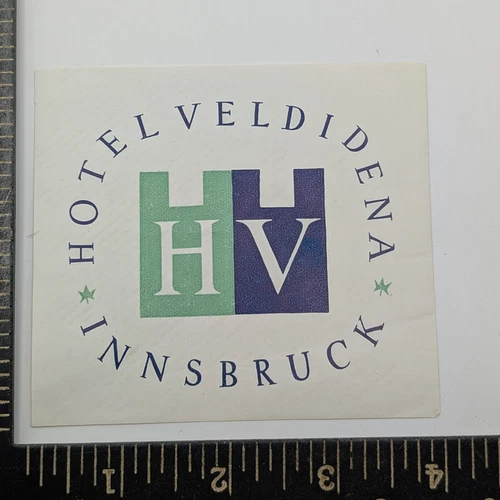 HOTEL VELDIDENA
HV
INNSBRUCK
1 2 3 4